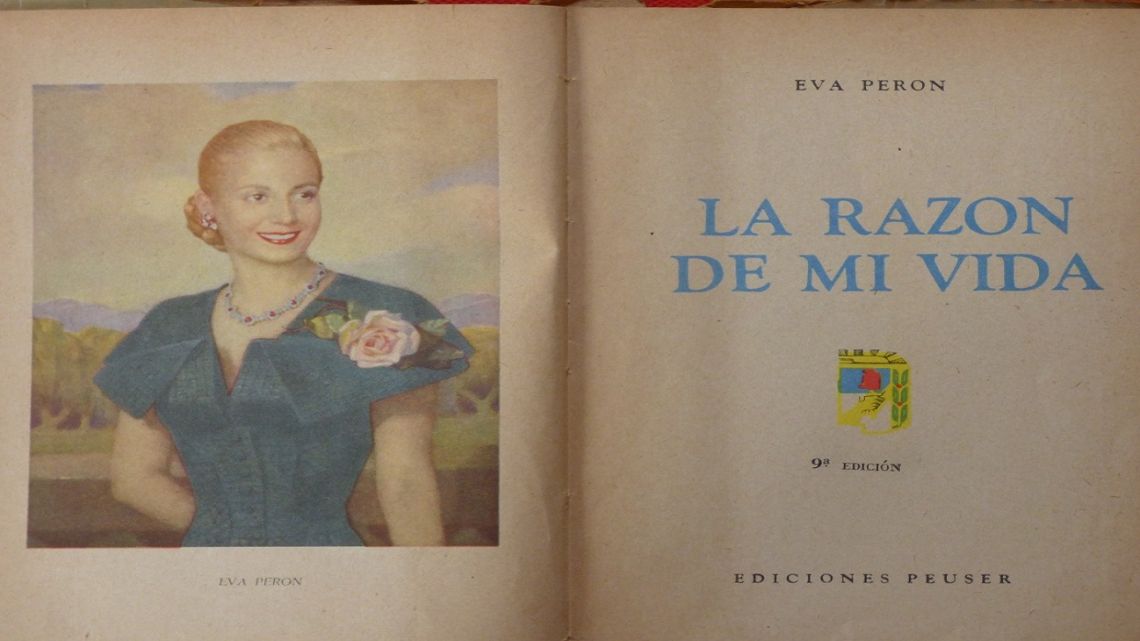 EVA PERON
EVA PERON
LA RAZON
DE MI VIDA
9ª EDICIÓN
EDICIONES PEUSER